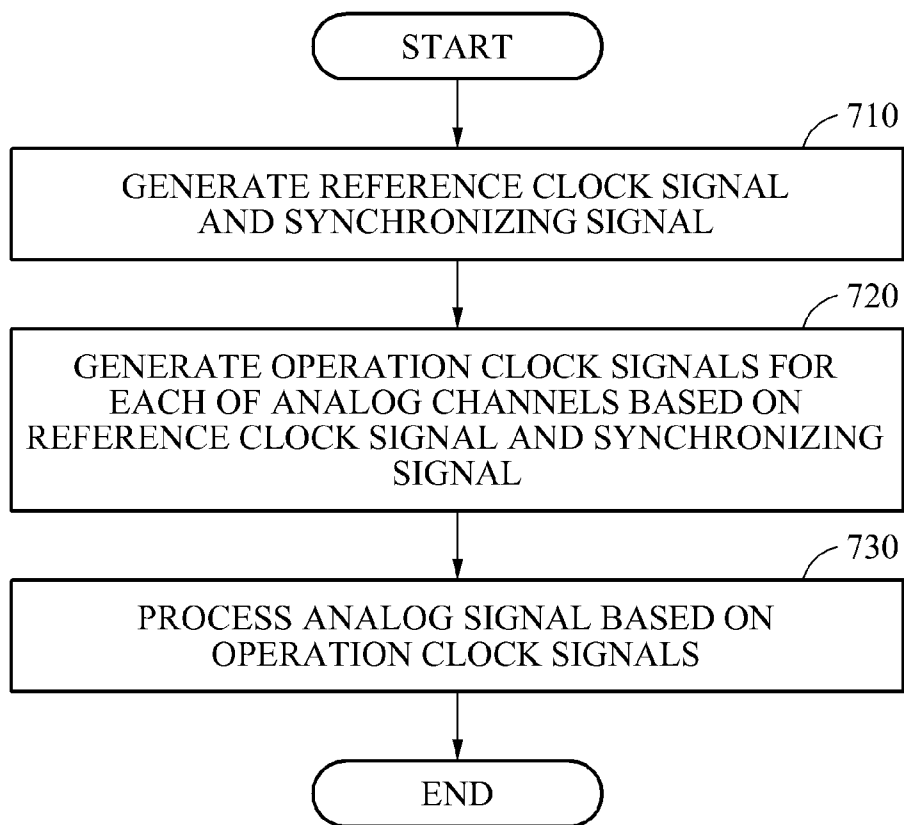 START
710
GENERATE REFERENCE CLOCK SIGNAL
AND SYNCHRONIZING SIGNAL
720
GENERATE OPERATION CLOCK SIGNALS FOR
EACH OF ANALOG CHANNELS BASED ON
REFERENCE CLOCK SIGNAL AND SYNCHRONIZING
SIGNAL
730
PROCESS ANALOG SIGNAL BASED ON
OPERATION CLOCK SIGNALS
END